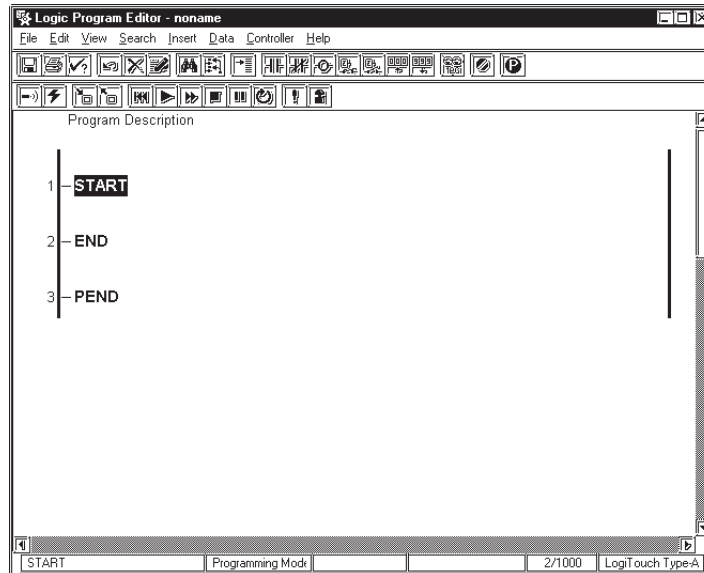 Logic Program Editor - noname
File Edit View Search Insert Data Controller Help
Program Description
1 START
2 END
3 PEND
START Programming Mode 2/1000 LogiTouch Type-A